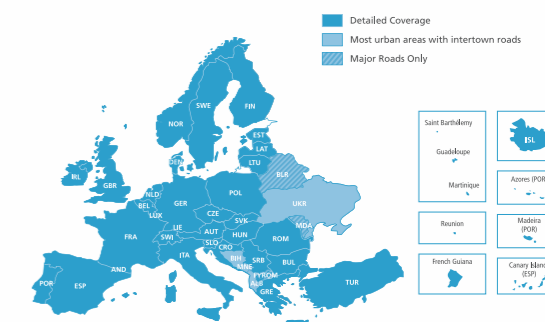 Detailed Coverage
Most urban areas with intertown roads
Major Roads Only
SWE
FIN
NOR
EST
LAT
LTU
DEN
BLR
IRL
GBR
NLD
BEL
LUX
GER
POL
UKR
CZE
SVK
LIE
AUT
HUN
MDA
FRA
SWI
SLO
CRO
ROM
ITA
BIH
SRB
MNE
BUL
AND
FYROM
ALB
POR
ESP
GRE
TUR
Saint Barthélemy
Guadeloupe
Martinique
Reunion
French Guiana
ISL
Azores (POR
Madeira
(POR)
Canary Islan
(ESP)